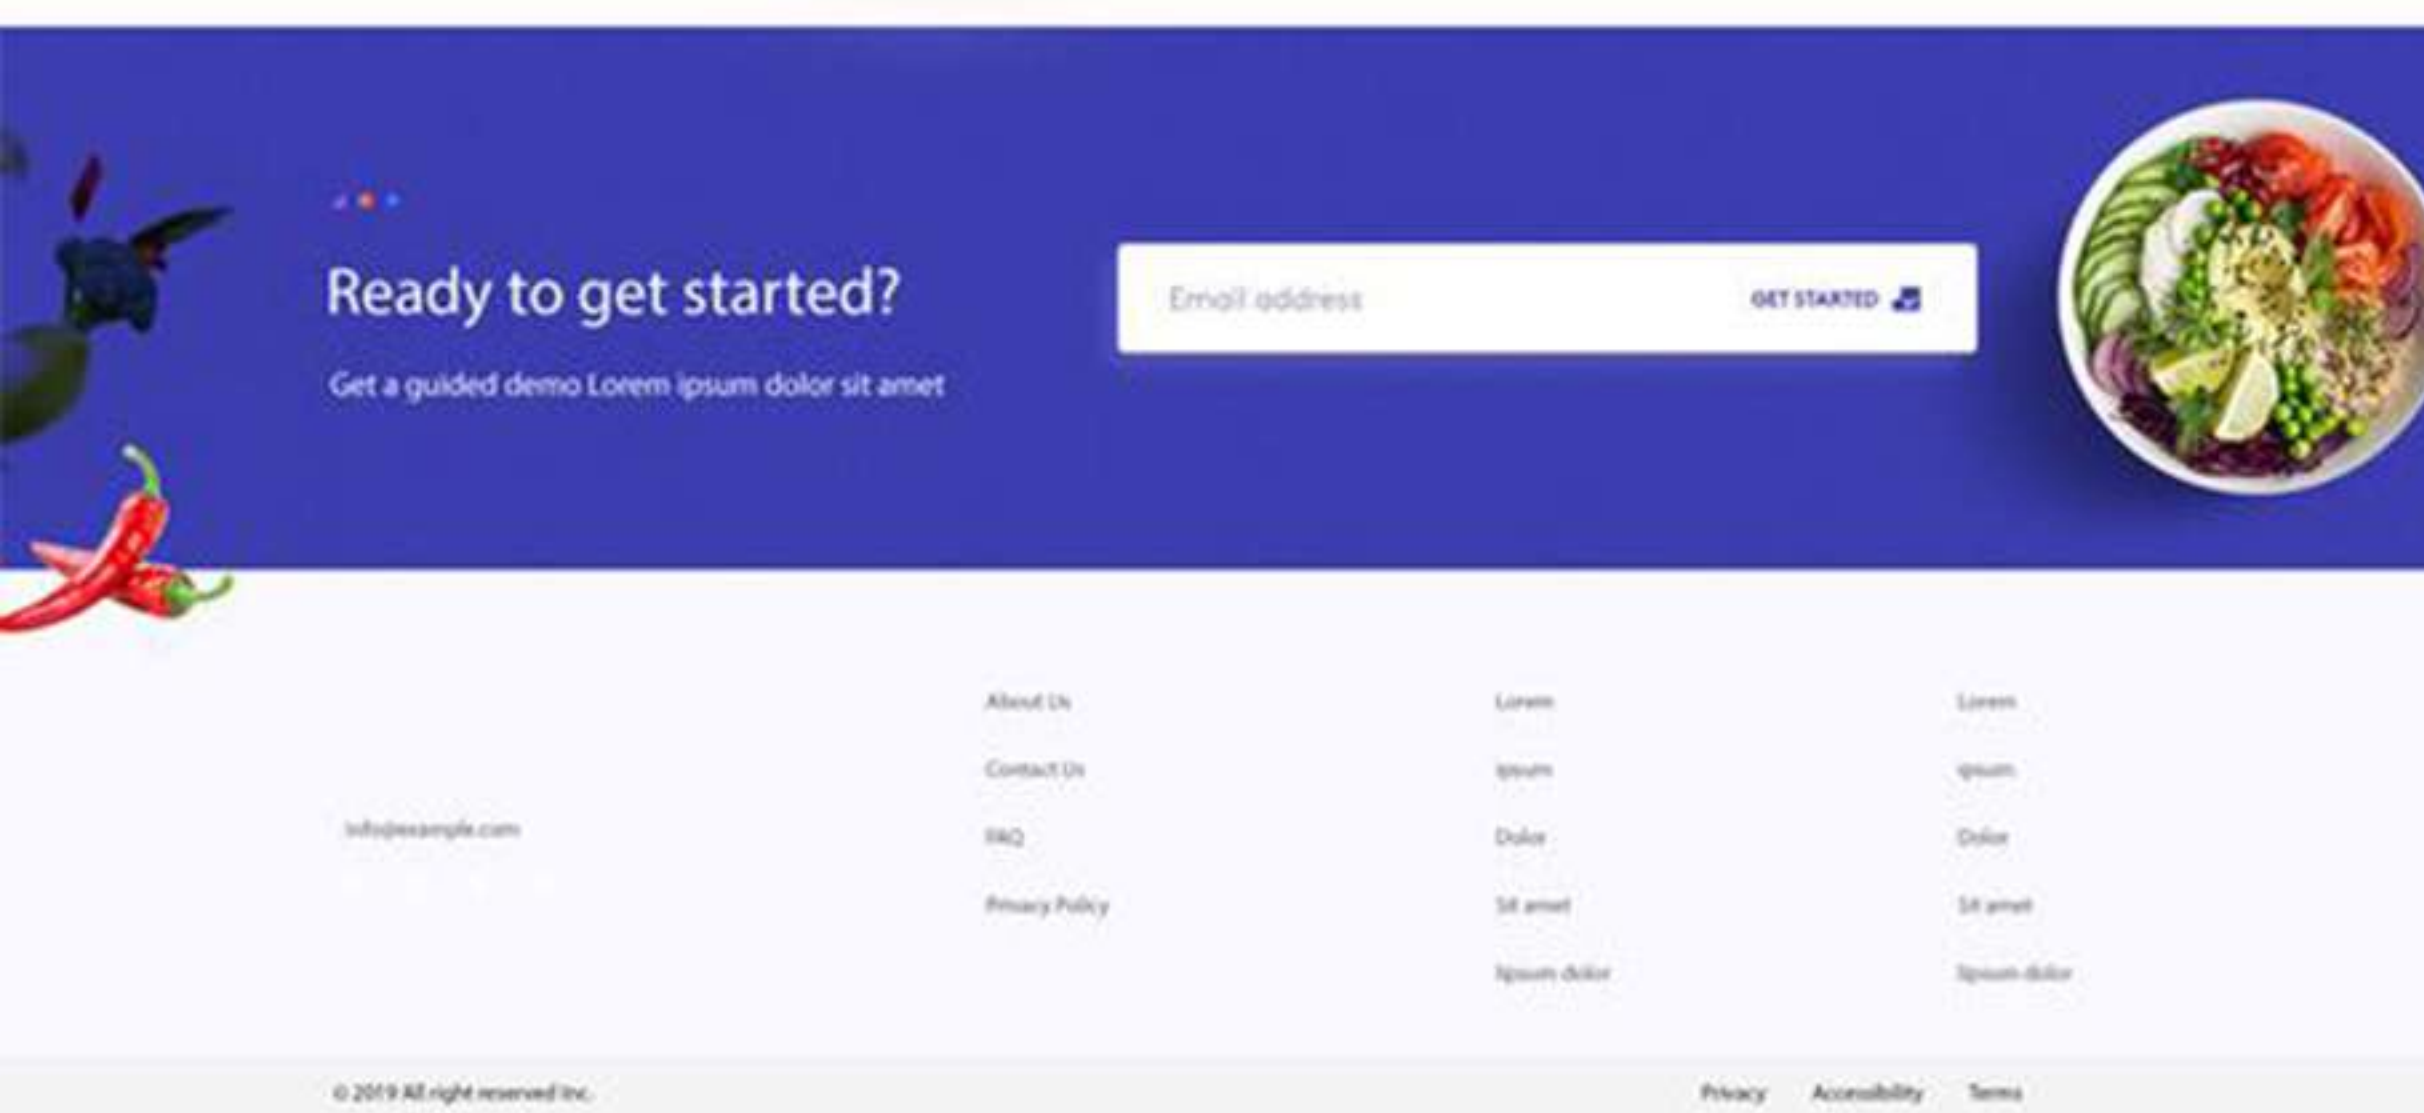 Ready to get started?
Get a guided demo Lorem ipsum dolor sit amet
Email address
GET STARTED
info@example.com
About Us
Contact Us
FAQ
Privacy Policy
Lorem
ipsum
Dolor
Sit amet
lipsum dolor
Lorem
ipsum
Dolor
Sit amet
lipsum dolor
© 2019 All right reserved Inc.
Privacy Accessibility Terms